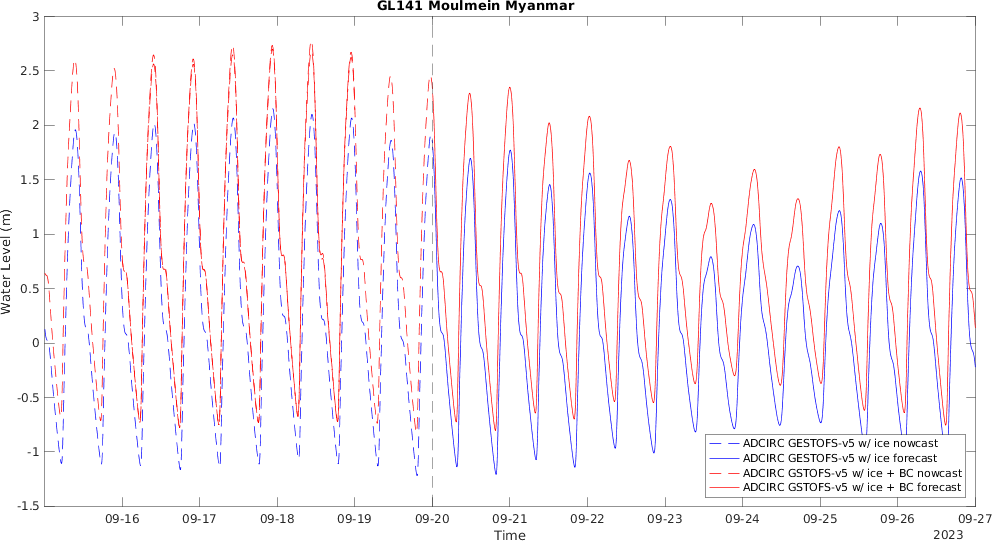 GL141 Moulmein Myanmar
3
2.5
2
1.5
1
0.5
0
-0.5
-1
-1.5
Water Level (m)
ADCIRC GESTOFS-v5 w/ ice nowcast
ADCIRC GESTOFS-v5 w/ ice forecast
ADCIRC GSTOFS-v5 w/ ice + BC nowcast
ADCIRC GSTOFS-v5 w/ ice + BC forecast
09-16 09-17 09-18 09-19 09-20 09-21 09-22 09-23 09-24 09-25 09-26 09-27
Time
2023